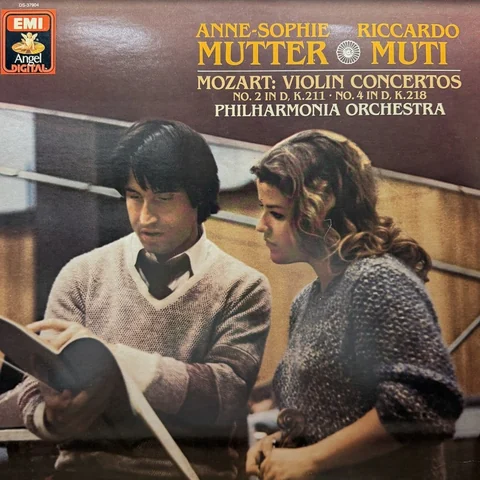 DS-37904
EMI
Angel
DIGITAL
ANNE-SOPHIE RICCARDO
MUTTER MUTI
MOZART: VIOLIN CONCERTOS
NO. 2 IN D, K.211 · NO. 4 IN D, K.218
PHILHARMONIA ORCHESTRA